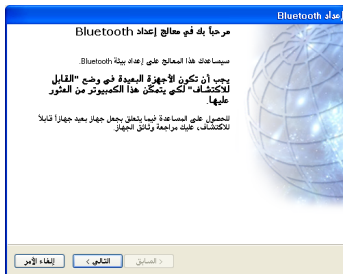 إعداد Bluetooth
مرحباً بك في معالج إعداد Bluetooth
سيساعدك هذا المعالج على إعداد بيئة Bluetooth.
يجب أن تكون الأجهزة البعيدة في وضع "القابل
للاكتشاف" لكي يتمكّن هذا الكمبيوتر من العثور
عليها.
للحصول على المساعدة فيما يتعلق بجعل جهاز بعيد جهازاً قابلاً
للاكتشاف، عليك مراجعة وثائق الجهاز
< السابق
التالي >
إلغاء الأمر